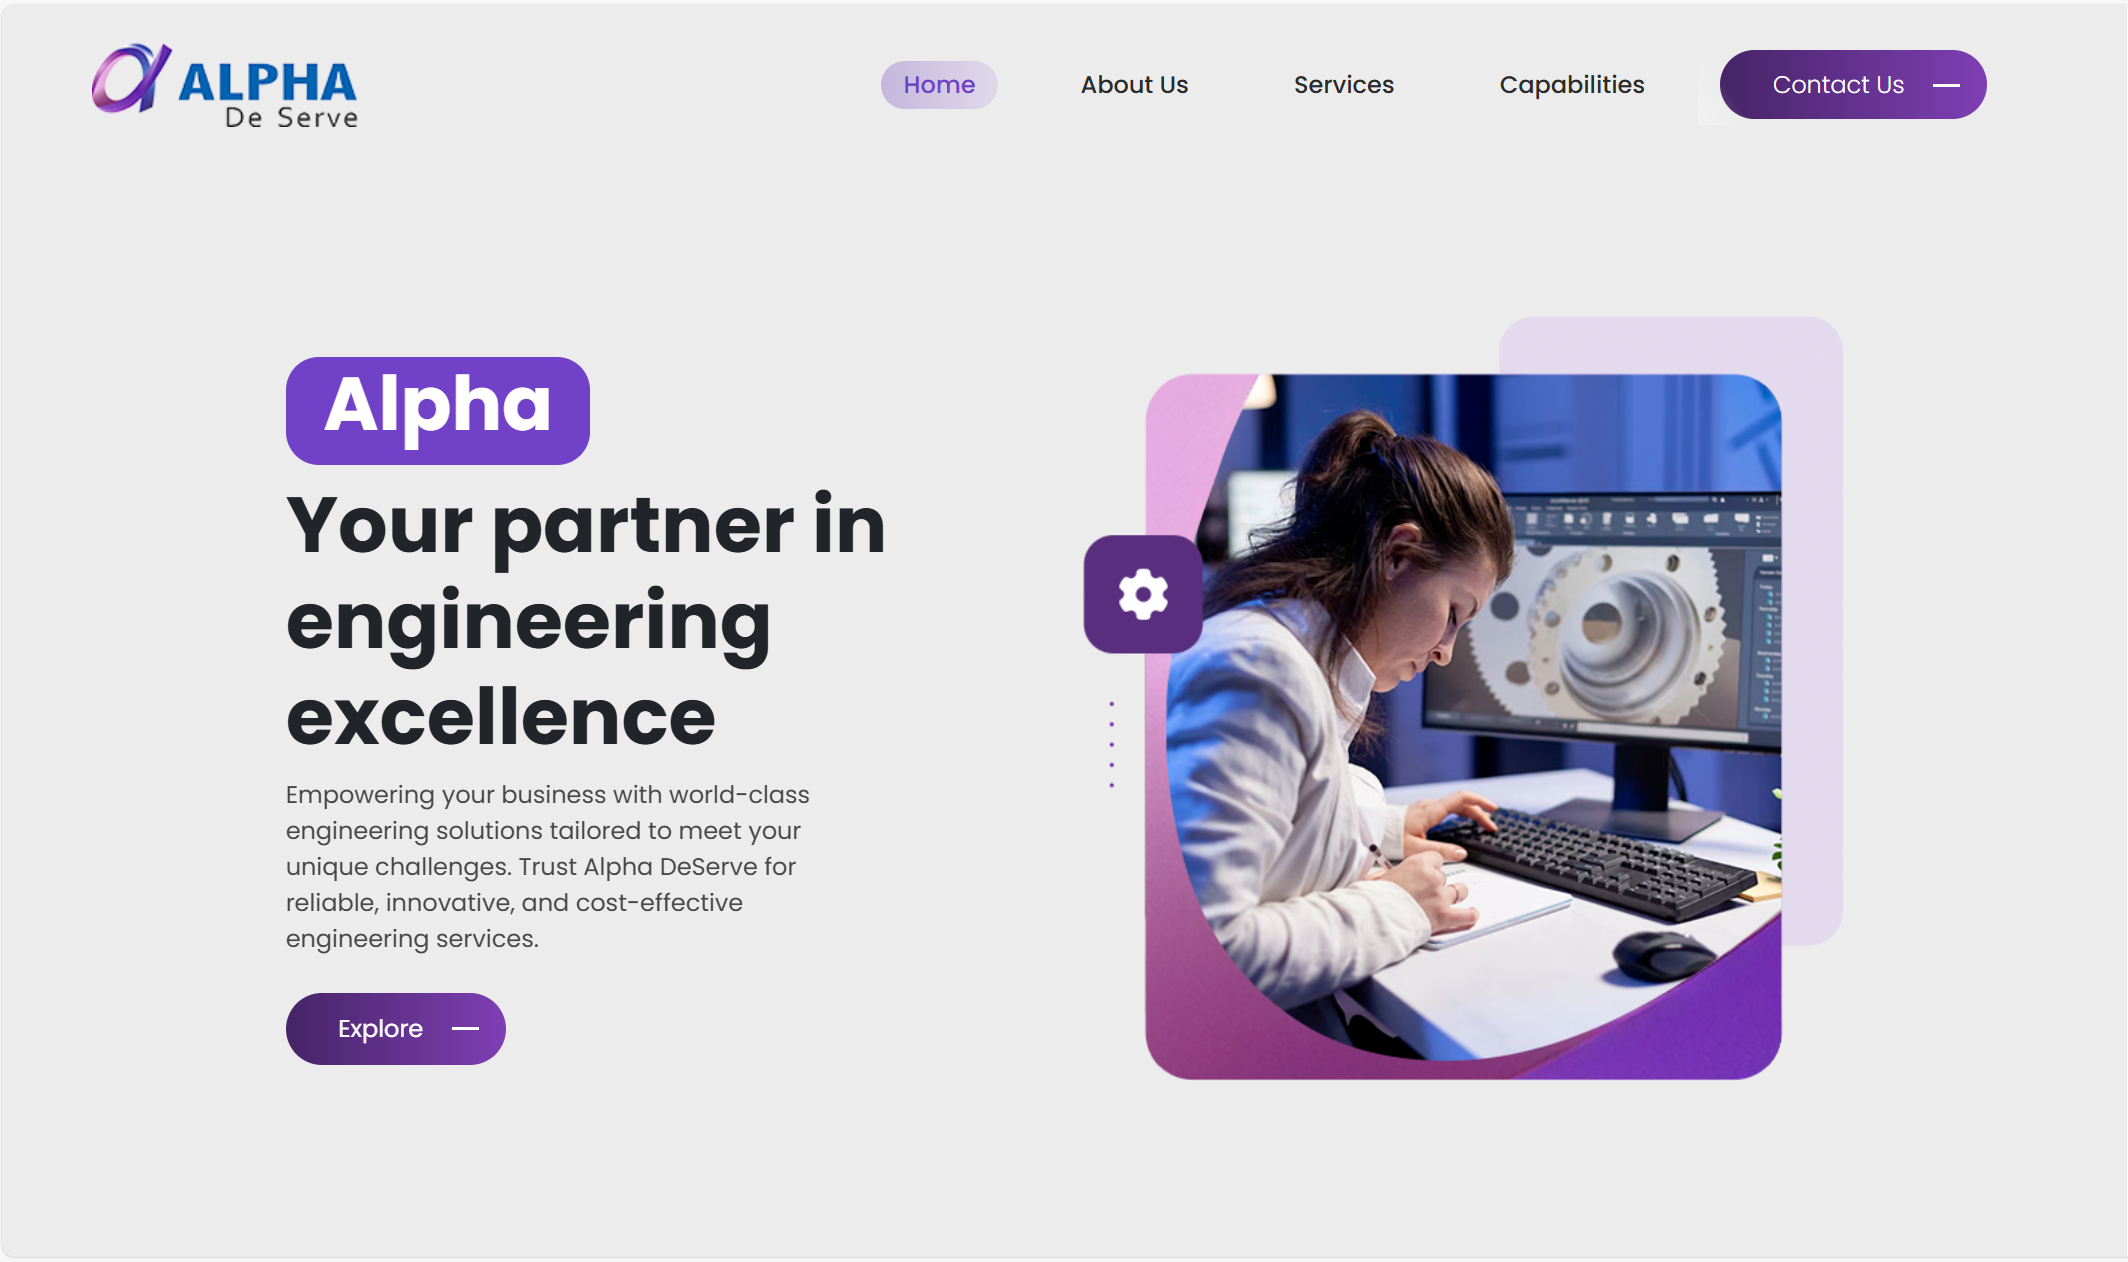 ALPHA
De Serve
Home
About Us
Services
Capabilities
Contact Us
Alpha
Your partner in
engineering
excellence
Empowering your business with world-class
engineering solutions tailored to meet your
unique challenges. Trust Alpha DeServe for
reliable, innovative, and cost-effective
engineering services.
Explore